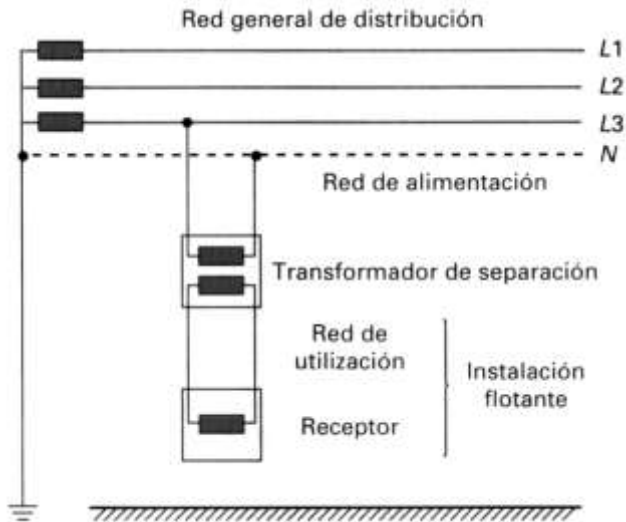 Red general de distribución
L1
L2
L3
N
Red de alimentación
Transformador de separación
Red de
utilización
Instalación
flotante
Receptor